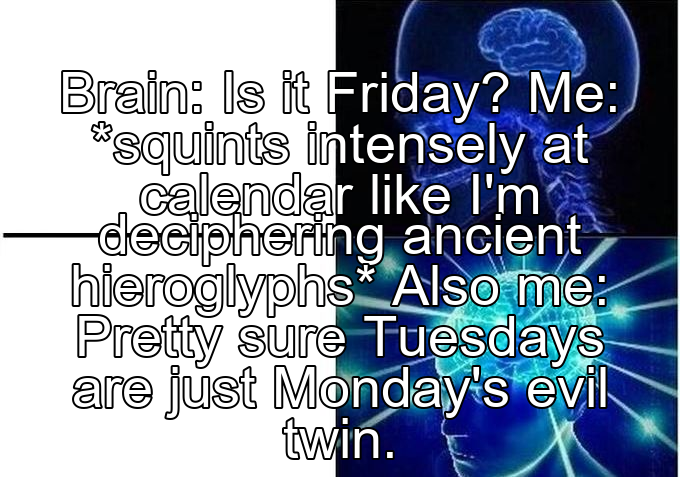 Brain: Is it Friday? Me:
*squints intensely at
calendar like I'm
deciphering ancient
hieroglyphs* Also me:
Pretty sure Tuesdays
are just Monday's evil
twin.